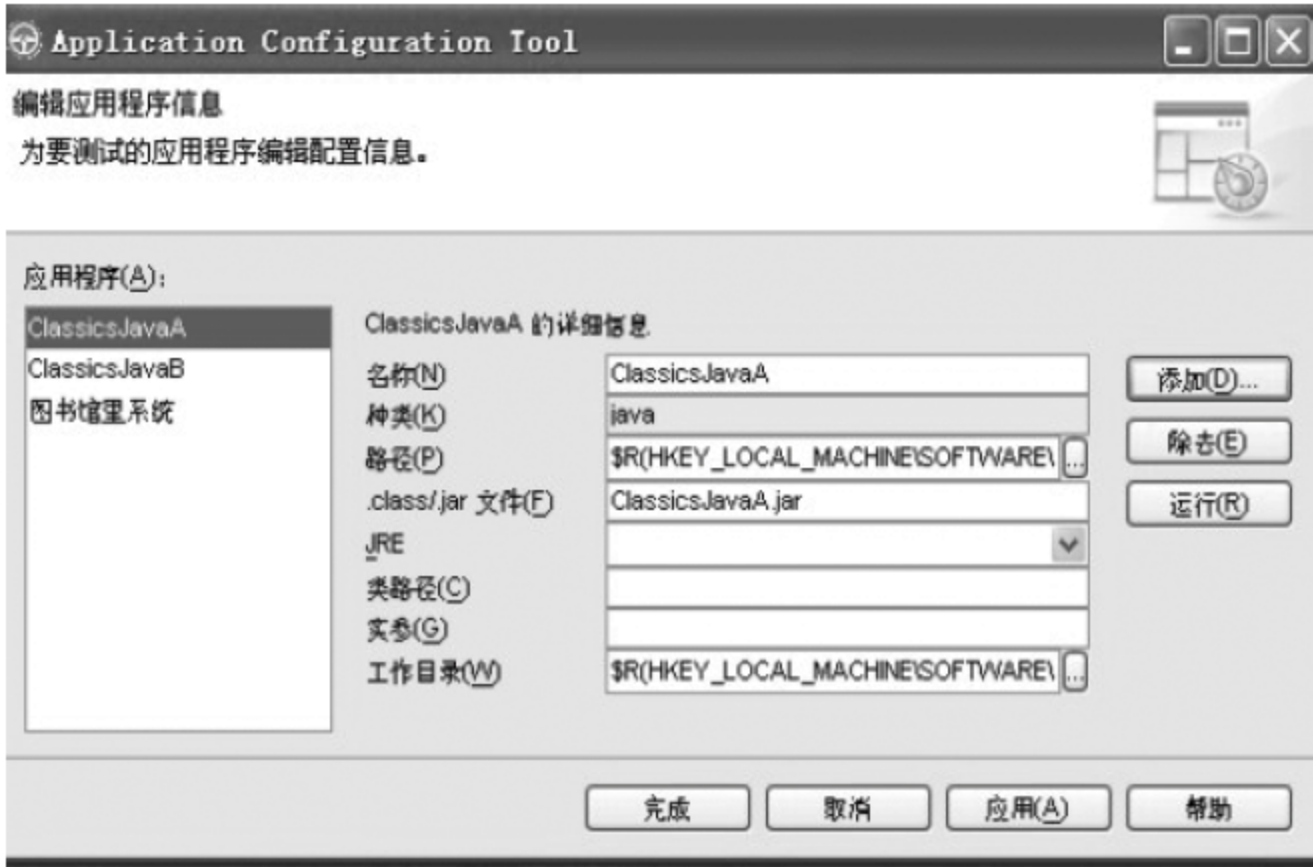 Application Configuration Tool
编辑应用程序信息
为要测试的应用程序编辑配置信息。
应用程序(A):
ClassicsJavaA
ClassicsJavaB
图书馆里系统
ClassicsJavaA 的详细信息
名称(N) ClassicsJavaA
种类(K) java
路径(P) $R(HKEY_LOCAL_MACHINE\SOFTWARE\ ...
.class/.jar 文件(F) ClassicsJavaA.jar
JRE
类路径(C)
实参(G)
工作目录(W) $R(HKEY_LOCAL_MACHINE\SOFTWARE\ ...
添加(D)...
除去(E)
运行(R)
完成 取消 应用(A) 帮助